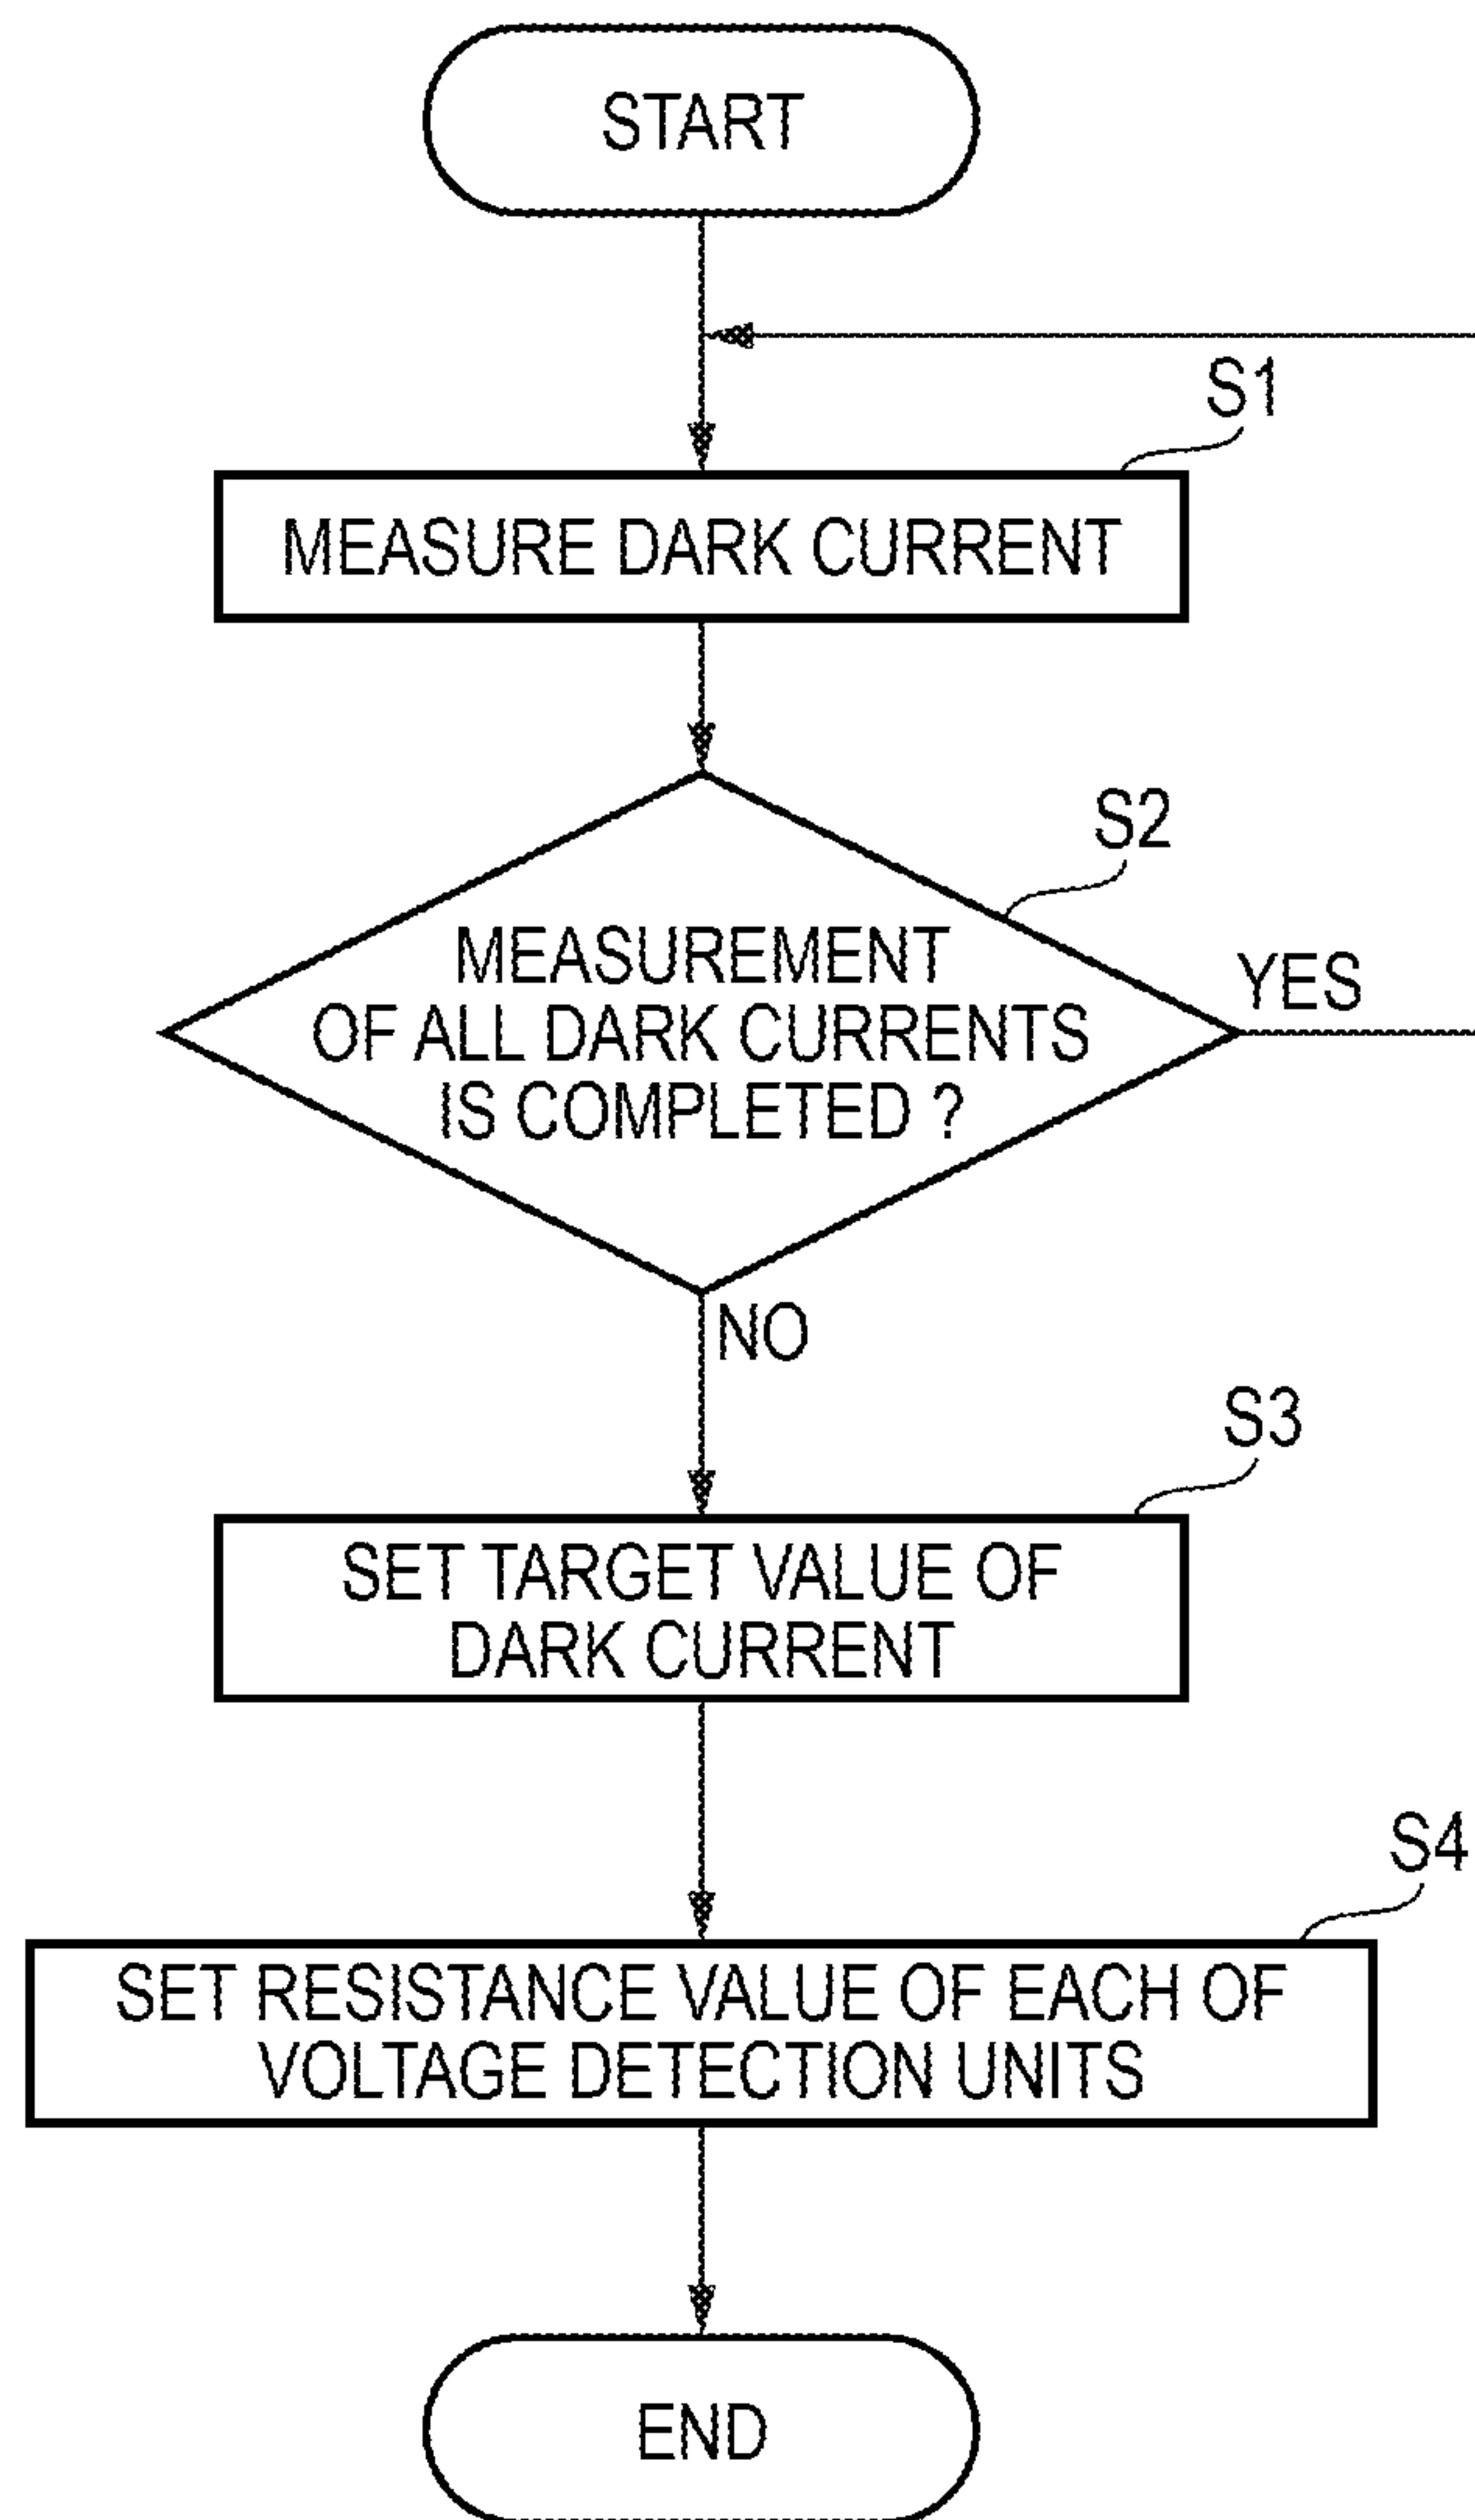 START
S1
MEASURE DARK CURRENT
S2
MEASUREMENT
OF ALL DARK CURRENTS
IS COMPLETED ?
YES
NO
S3
SET TARGET VALUE OF
DARK CURRENT
S4
SET RESISTANCE VALUE OF EACH OF
VOLTAGE DETECTION UNITS
END